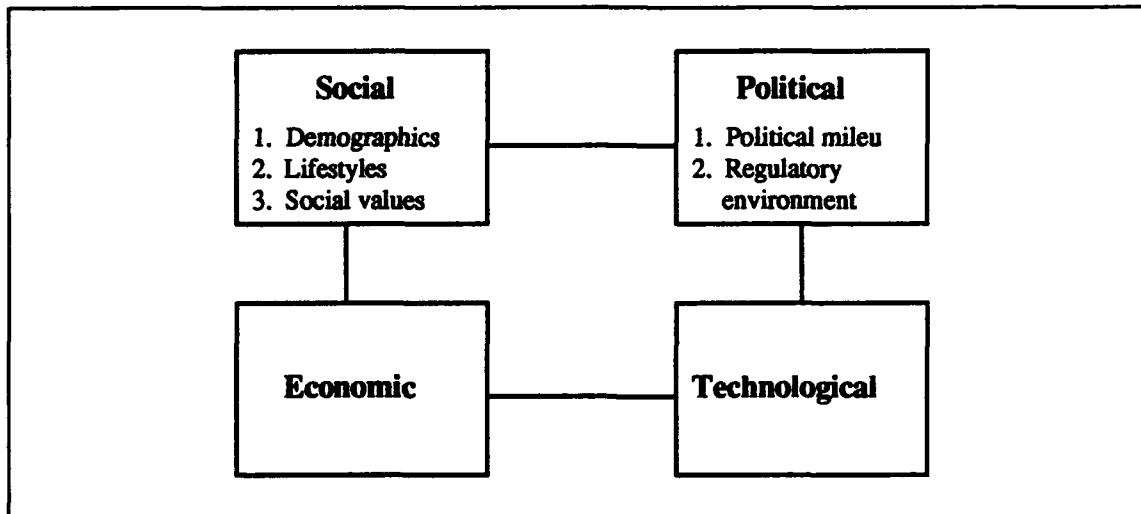 Social
1. Demographics
2. Lifestyles
3. Social values
Political
1. Political mileu
2. Regulatory
environment
Economic
Technological